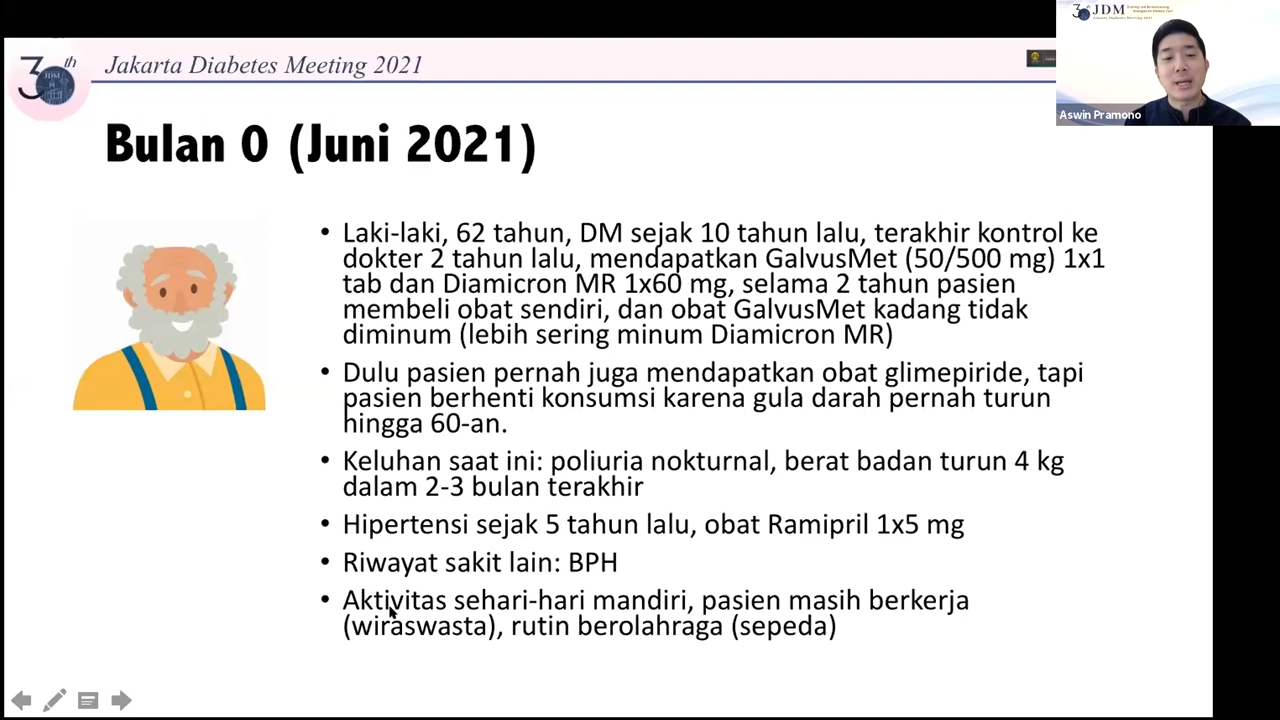 30th
JDM
Jakarta Diabetes Meeting 2021
JDM
Jakarta Diabetes Meeting 2021
Aswin Pramono
Bulan 0 (Juni 2021)
• Laki-laki, 62 tahun, DM sejak 10 tahun lalu, terakhir kontrol ke
dokter 2 tahun lalu, mendapatkan GalvusMet (50/500 mg) 1x1
tab dan Diamicron MR 1x60 mg, selama 2 tahun pasien
membeli obat sendiri, dan obat GalvusMet kadang tidak
diminum (lebih sering minum Diamicron MR)
• Dulu pasien pernah juga mendapatkan obat glimepiride, tapi
pasien berhenti konsumsi karena gula darah pernah turun
hingga 60-an.
• Keluhan saat ini: poliuria nokturnal, berat badan turun 4 kg
dalam 2-3 bulan terakhir
• Hipertensi sejak 5 tahun lalu, obat Ramipril 1x5 mg
• Riwayat sakit lain: BPH
• Aktivitas sehari-hari mandiri, pasien masih berkerja
(wiraswasta), rutin berolahraga (sepeda)